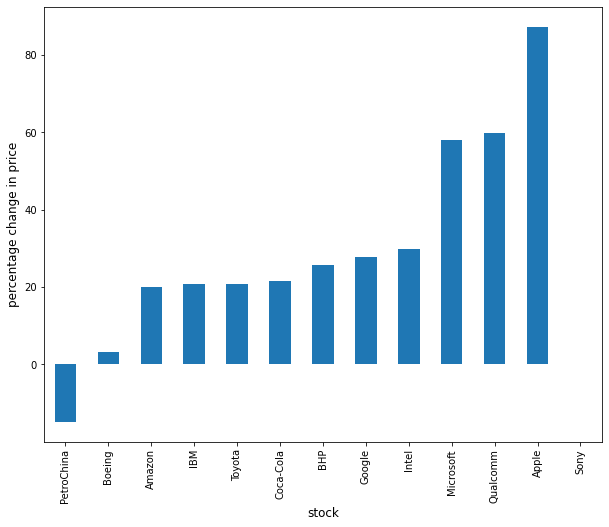 percentage change in price
80
60
40
20
0
PetroChina
Boeing
Amazon
IBM
Toyota
Coca-Cola
BHP
Google
Intel
Microsoft
Qualcomm
Apple
Sony
stock